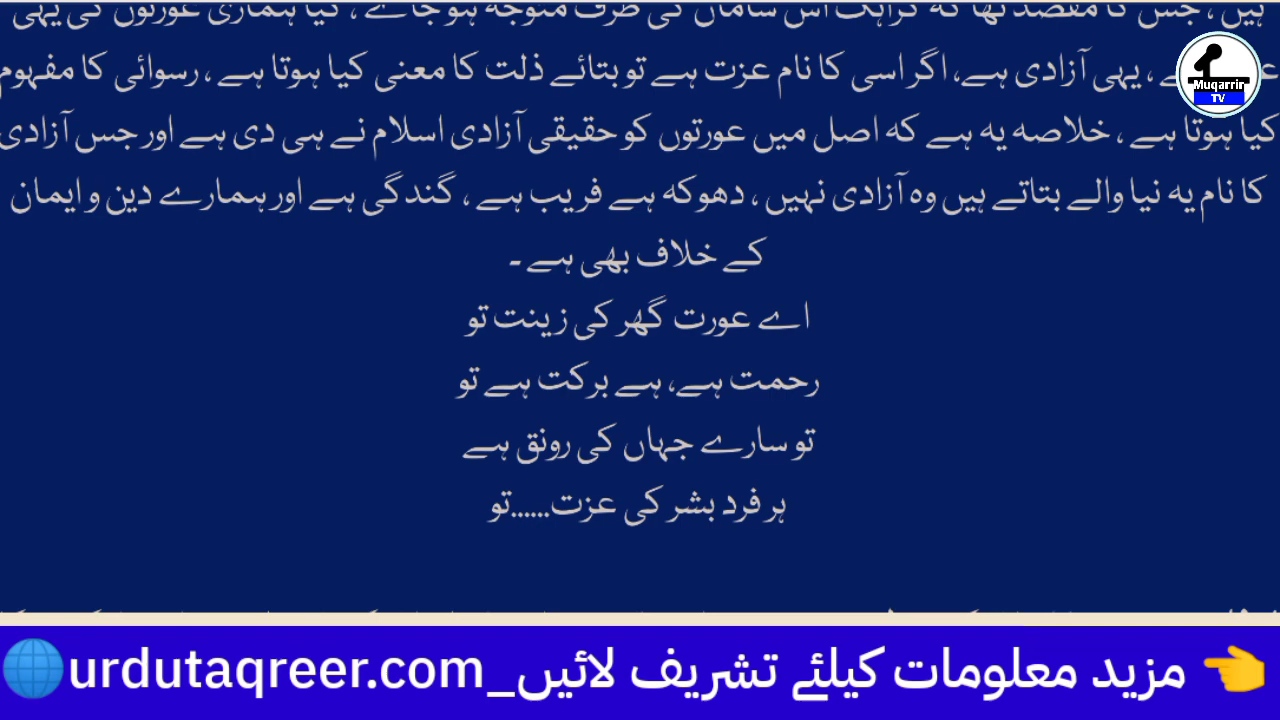 ہیں، جس کا مقصد تھا کہ گراہک اس سامان کی طرف متوجہ ہو جائے، کیا ہماری عورتوں کی یہی
ہے، یہی آزادی ہے، اگر اسی کا نام عزت ہے تو بتائے ذلت کا معنی کیا ہوتا ہے، رسوائی کا مفہوم
کیا ہوتا ہے، خلاصہ یہ ہے کہ اصل میں عورتوں کو حقیقی آزادی اسلام نے ہی دی ہے اور جس آزادی
کا نام یہ نیا والے بتاتے ہیں وہ آزادی نہیں، دھوکہ ہے فریب ہے، گندگی ہے اور ہمارے دین و ایمان
کے خلاف بھی ہے۔
اے عورت گھر کی زینت تو
رحمت ہے، ہے برکت ہے تو
تو سارے جہاں کی رونق ہے
ہر فرد بشر کی عزت......تو
Muqarrir
TV
👈 مزید معلومات کیلئے تشریف لائیں_urdutaqreer.com🌐